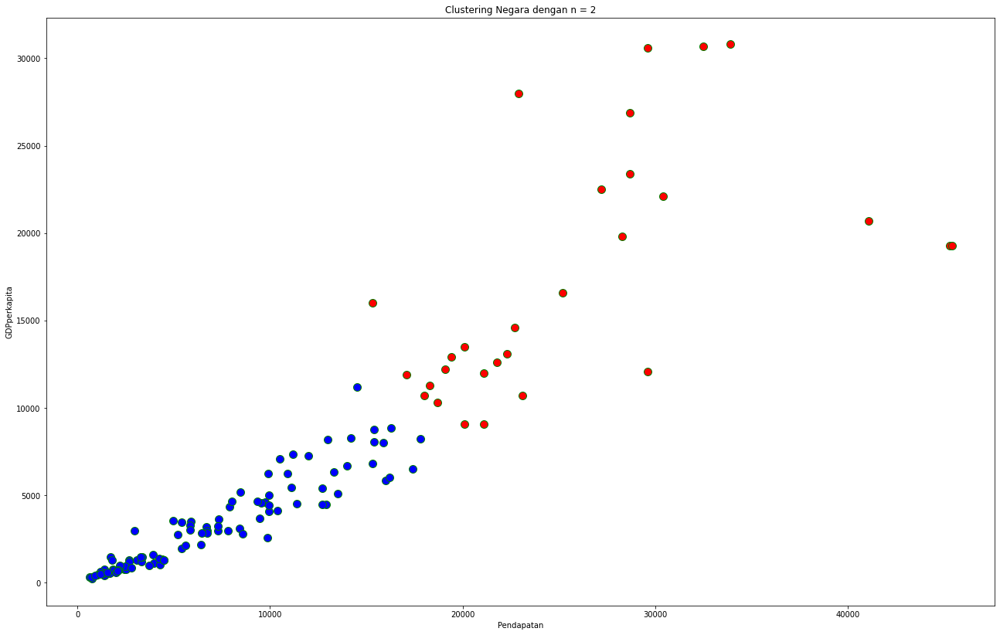 Clustering Negara dengan n = 2
30000
25000
20000
15000
10000
5000
0
GDPperkapita
0 10000 20000 30000 40000
Pendapatan